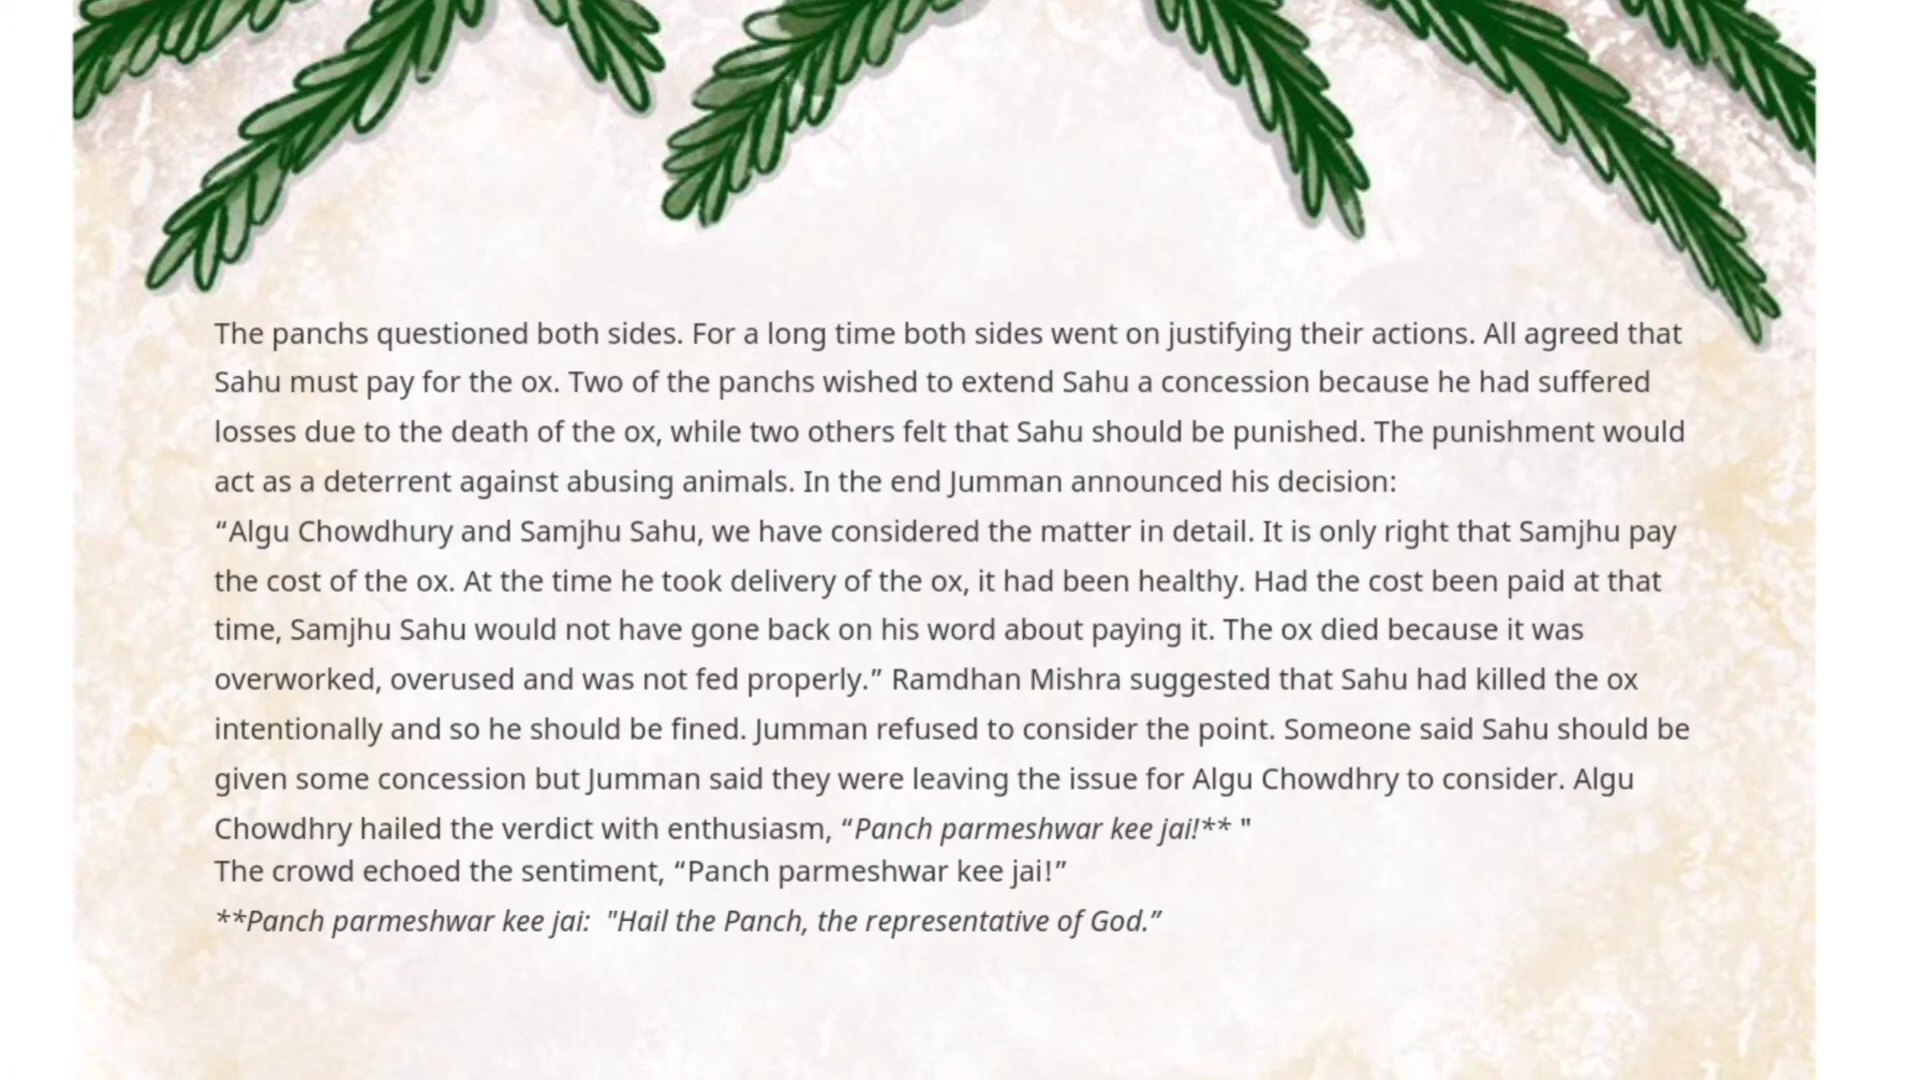 The panchs questioned both sides. For a long time both sides went on justifying their actions. All agreed that
Sahu must pay for the ox. Two of the panchs wished to extend Sahu a concession because he had suffered
losses due to the death of the ox, while two others felt that Sahu should be punished. The punishment would
act as a deterrent against abusing animals. In the end Jumman announced his decision:
“Algu Chowdhury and Samjhu Sahu, we have considered the matter in detail. It is only right that Samjhu pay
the cost of the ox. At the time he took delivery of the ox, it had been healthy. Had the cost been paid at that
time, Samjhu Sahu would not have gone back on his word about paying it. The ox died because it was
overworked, overused and was not fed properly.” Ramdhan Mishra suggested that Sahu had killed the ox
intentionally and so he should be fined. Jumman refused to consider the point. Someone said Sahu should be
given some concession but Jumman said they were leaving the issue for Algu Chowdhry to consider. Algu
Chowdhry hailed the verdict with enthusiasm, “Panch parmeshwar kee jai!** "
The crowd echoed the sentiment, “Panch parmeshwar kee jai!”
**Panch parmeshwar kee jai:  "Hail the Panch, the representative of God.”